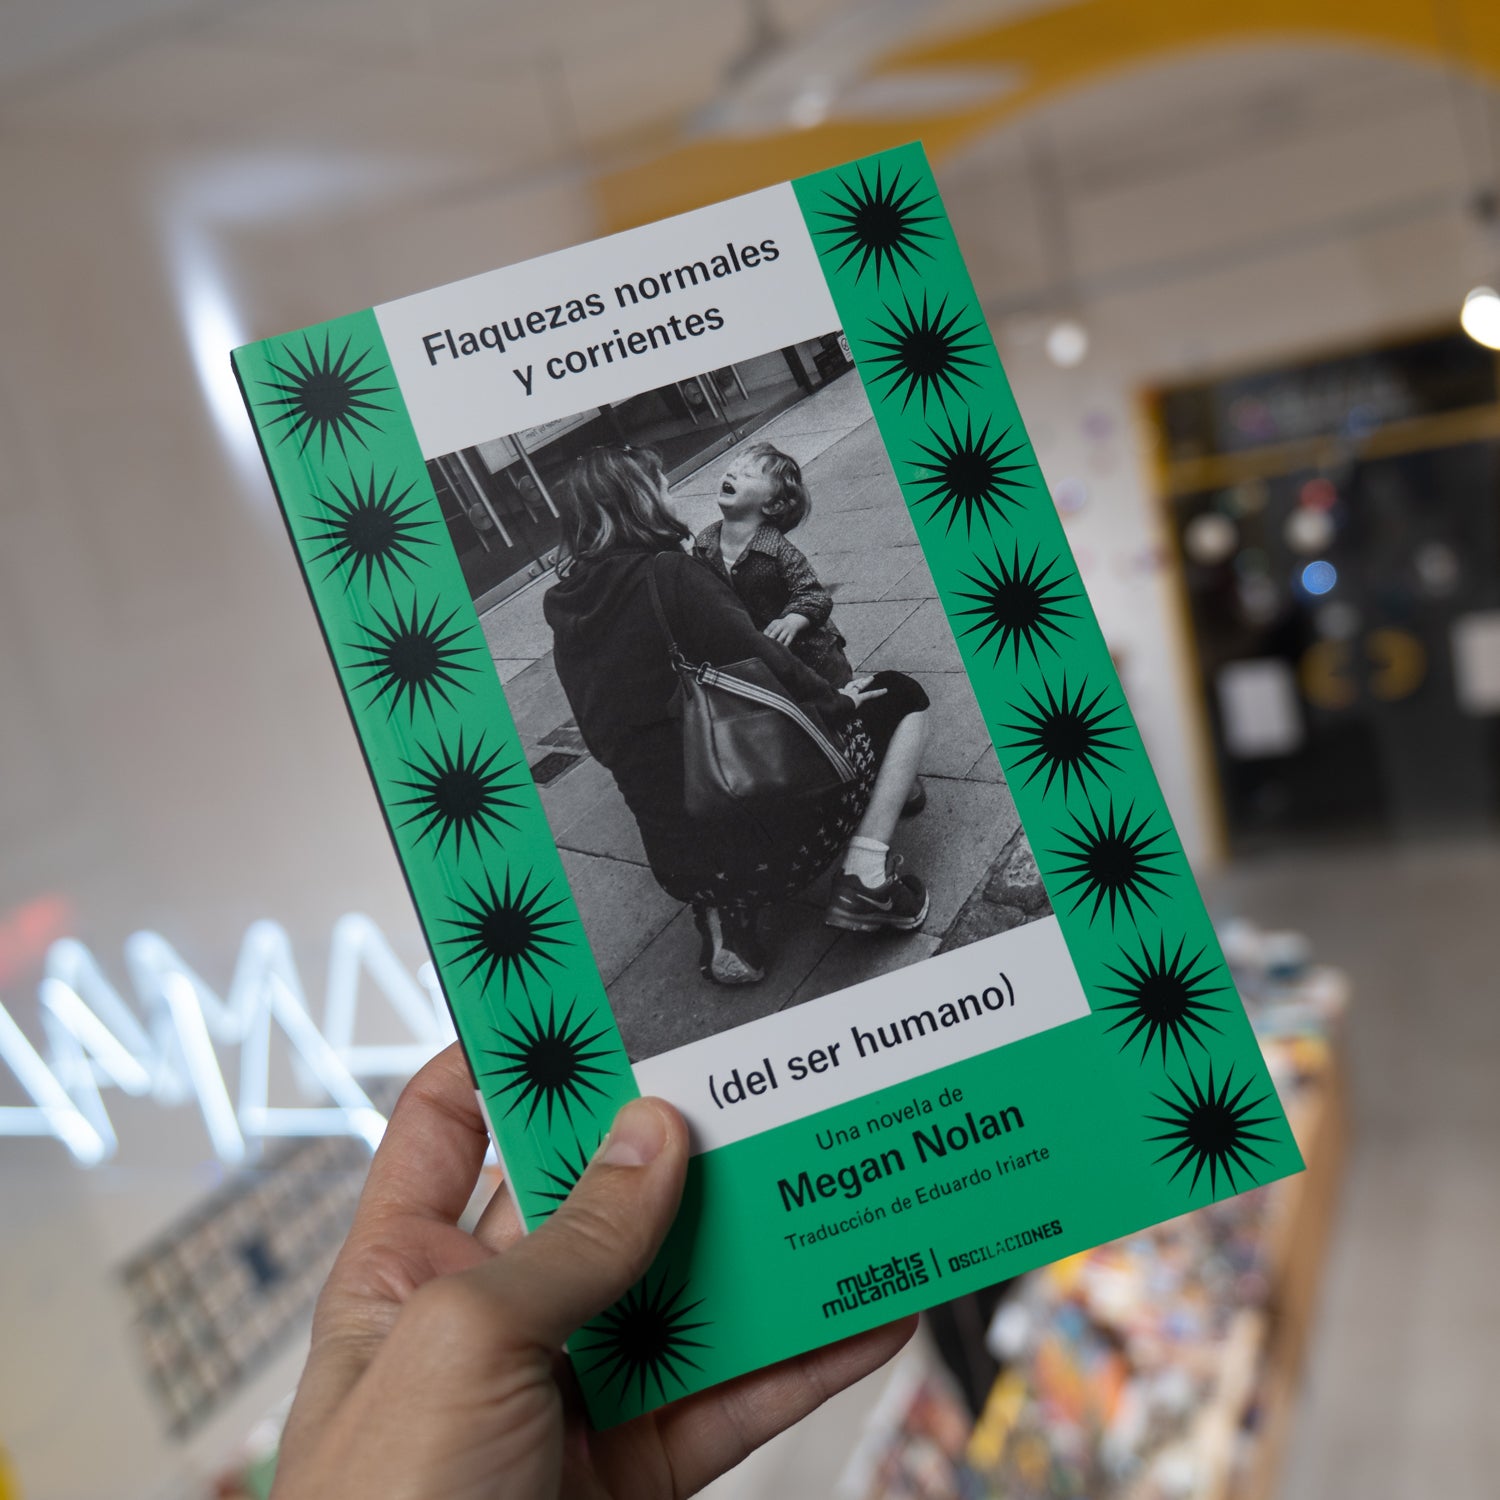 Flaquezas normales
y corrientes
(del ser humano)
Una novela de
Megan Nolan
Traducción de Eduardo Iriarte
mutatis
mutandis
OSCILACIONES